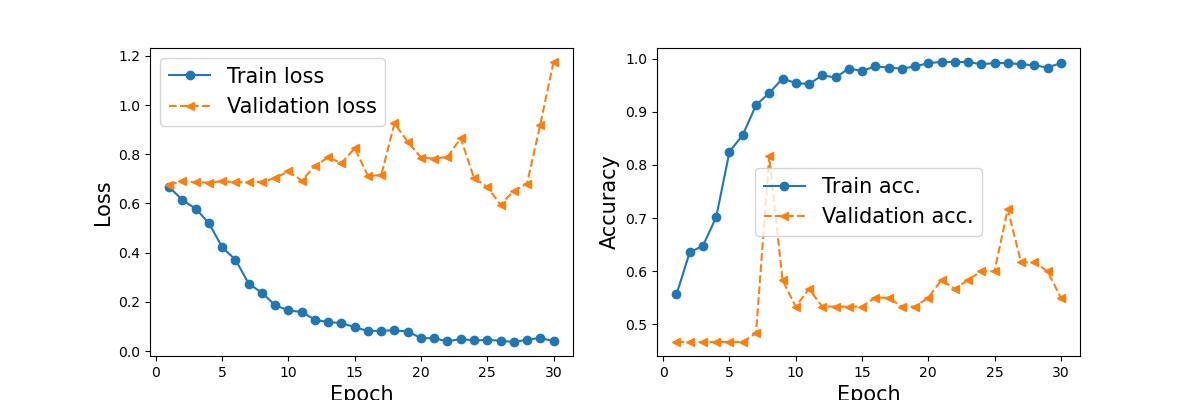 1.2
1.0
0.8
0.6
0.4
0.2
0.0
Loss
Train loss
Validation loss
0 5 10 15 20 25 30
Epoch
1.0
0.9
0.8
0.7
0.6
0.5
Accuracy
Train acc.
Validation acc.
0 5 10 15 20 25 30
Epoch